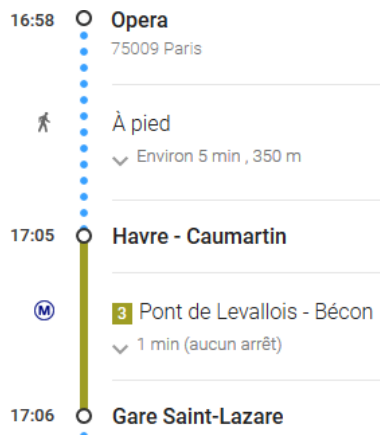 16:58 Opera
75009 Paris
À pied
Environ 5 min , 350 m
17:05 Havre - Caumartin
M 3 Pont de Levallois - Bécon
1 min (aucun arrêt)
17:06 Gare Saint-Lazare